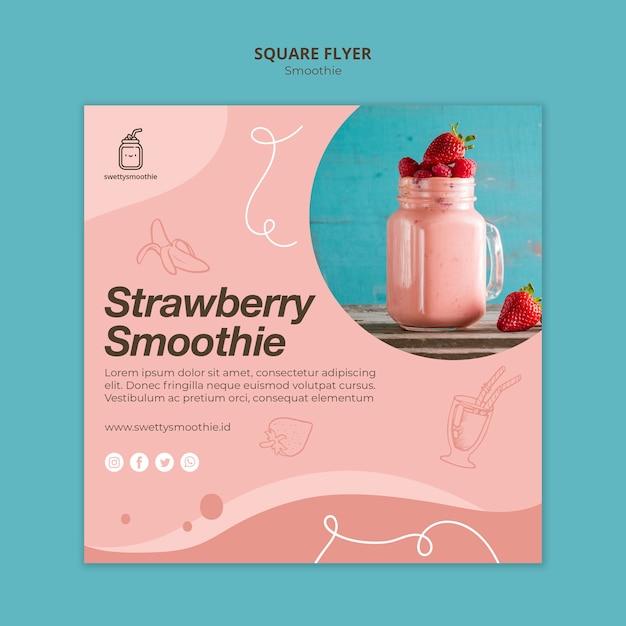 SQUARE FLYER
Smoothie
swettysmoothie
Strawberry
Smoothie
Lorem ipsum dolor sit amet, consectetur adipiscing
elit. Donec fringilla neque euismod volutpat cursus.
Vestibulum ac pretium orci, consequat elementum
www.swettysmoothie.id